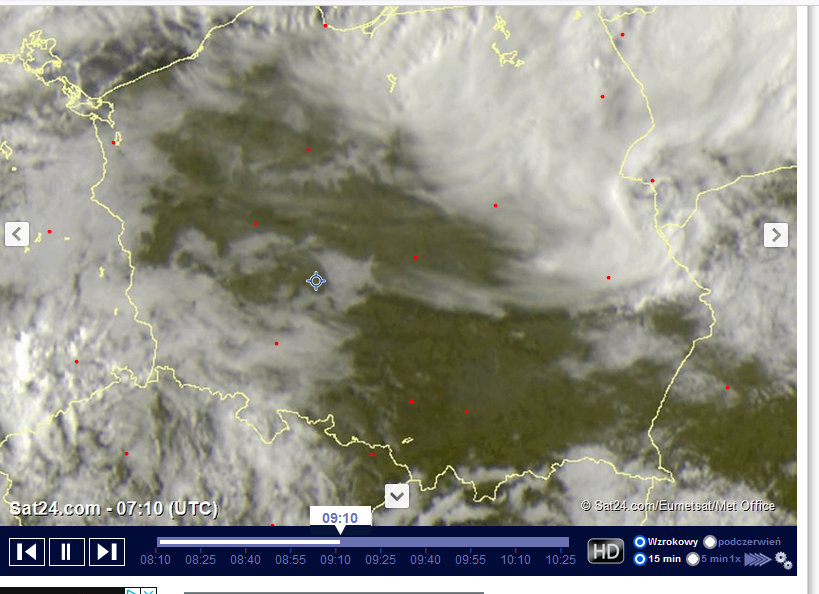 Sat24.com - 07:10 (UTC)
© Sat24.com/Eumetsat/Met Office
09:10
08:10 08:25 08:40 08:55 09:10 09:25 09:40 09:55 10:10 10:25
HD
Wzrokowy podczerwień
15 min 5 min 1x